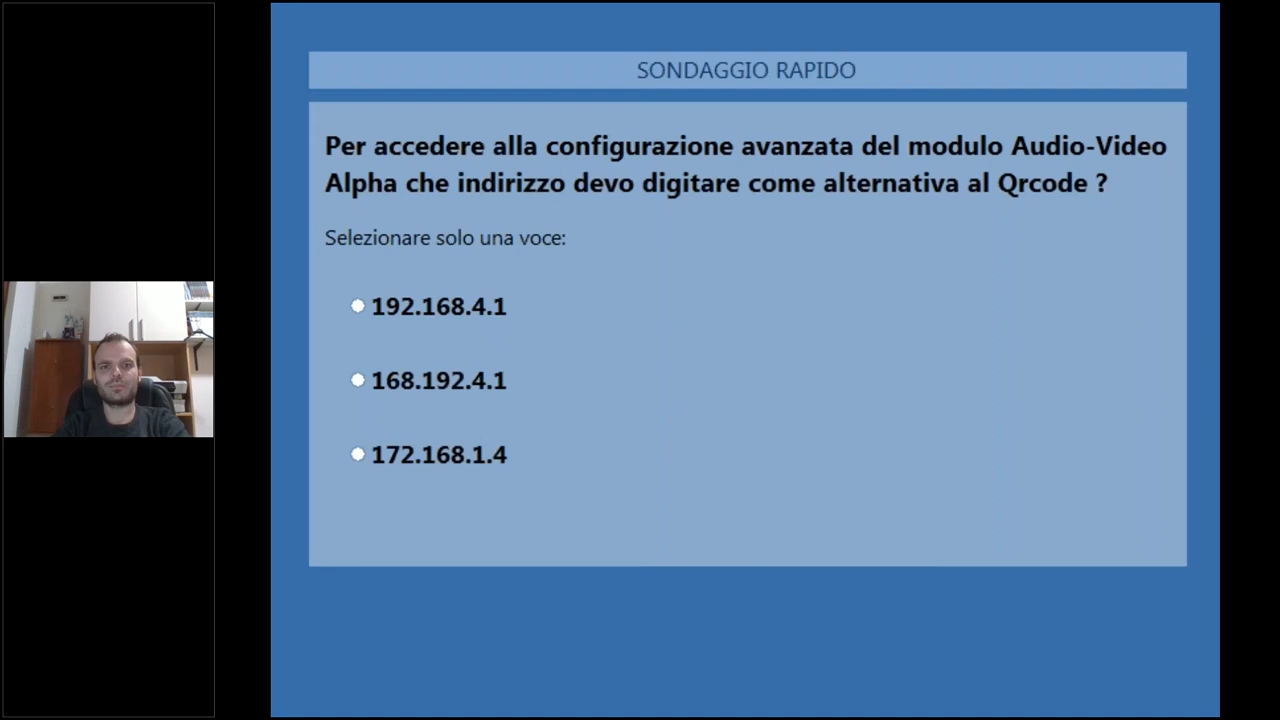 SONDAGGIO RAPIDO
Per accedere alla configurazione avanzata del modulo Audio-Video
Alpha che indirizzo devo digitare come alternativa al Qrcode ?
Selezionare solo una voce:
192.168.4.1
168.192.4.1
172.168.1.4